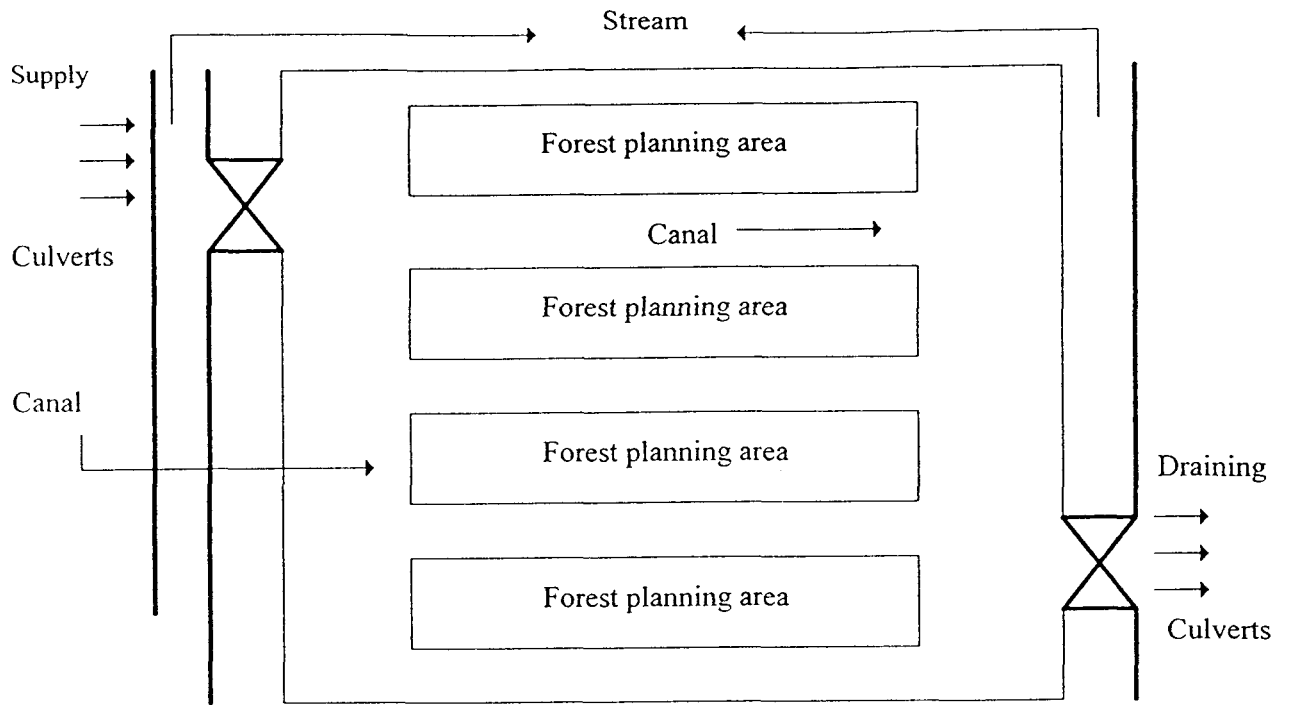 Stream
Supply
Forest planning area
Canal
Culverts
Forest planning area
Canal
Forest planning area
Draining
Forest planning area
Culverts